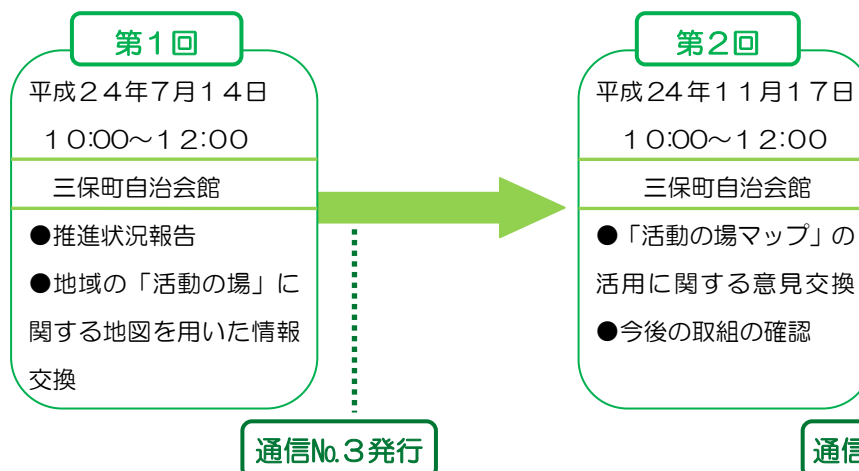 第１回
平成２４年７月１４日
１０:００～１２:００
三保町自治会館
●推進状況報告
●地域の「活動の場」に
関する地図を用いた情報
交換
通信№３発行
第２回
平成２４年１１月１７日
１０:００～１２:００
三保町自治会館
●「活動の場マップ」の
活用に関する意見交換
●今後の取組の確認
通信